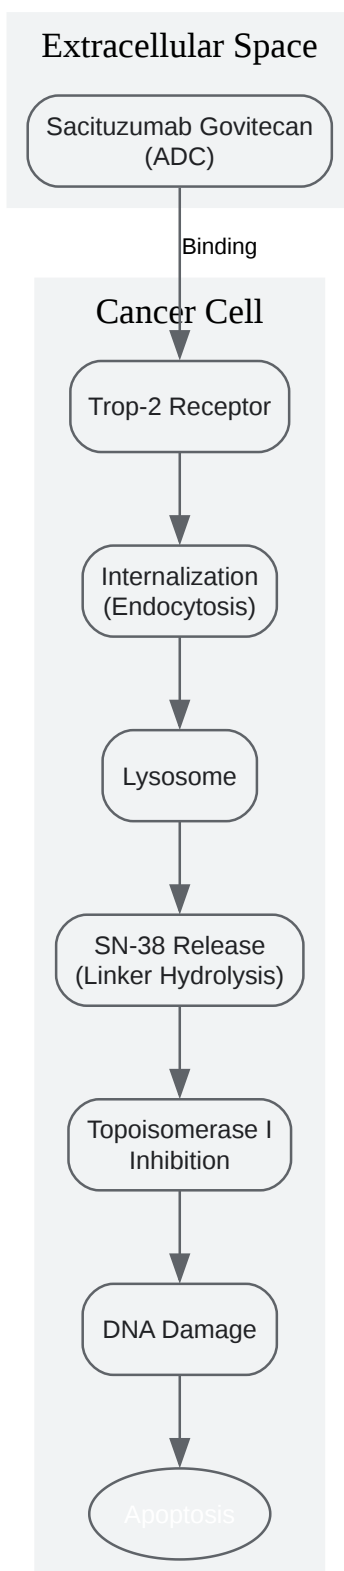 Extracellular Space
Sacituzumab Govitecan
(ADC)
Binding
Cancer Cell
Trop-2 Receptor
Internalization
(Endocytosis)
Lysosome
SN-38 Release
(Linker Hydrolysis)
Topoisomerase I
Inhibition
DNA Damage
Apoptosis